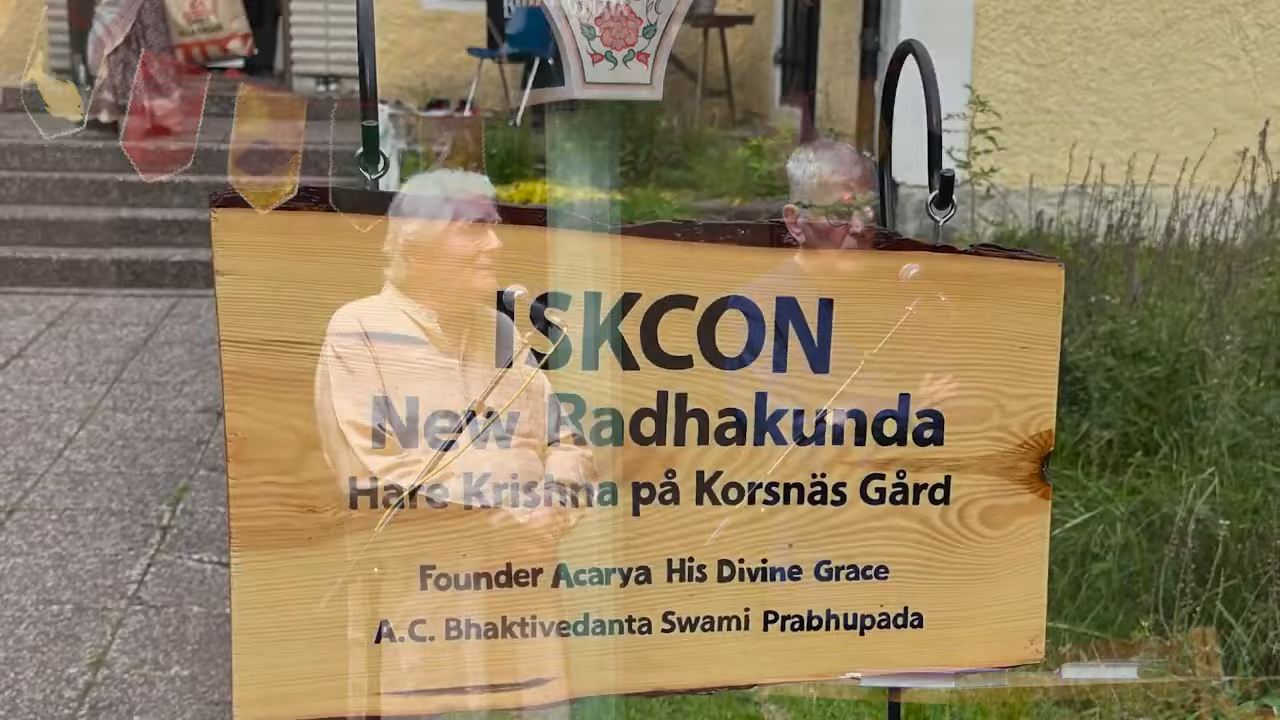 ISKCON
New Radhakunda
Hare Krishna på Korsnäs Gård
Founder Acarya His Divine Grace
A.C. Bhaktivedanta Swami Prabhupada